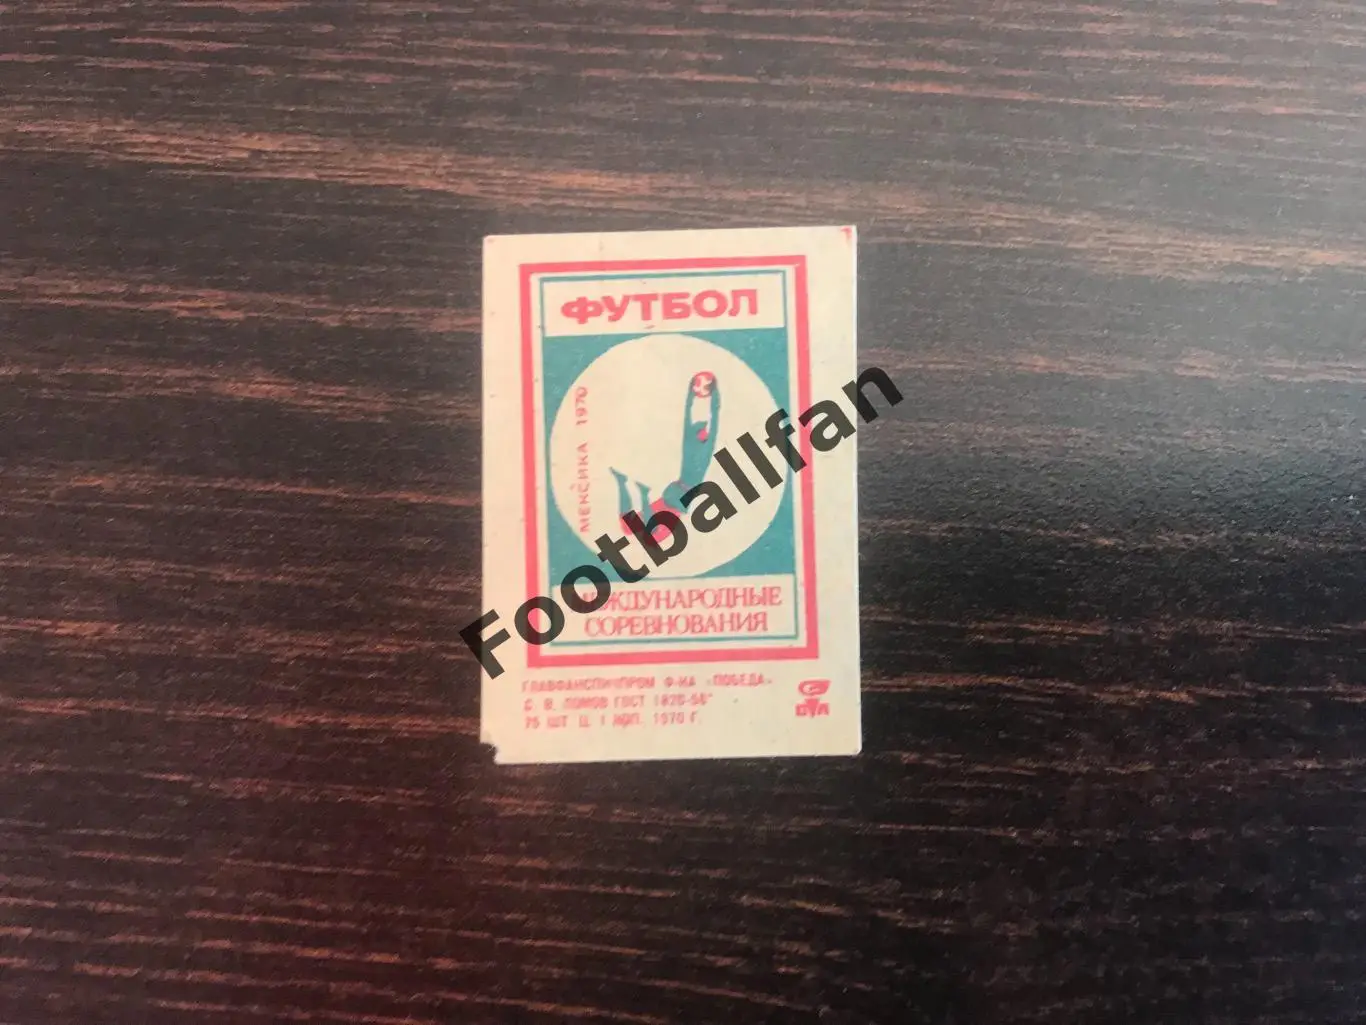 ФУТБОЛ
МЕКСИКА 1970
МЕЖДУНАРОДНЫЕ
СОРЕВНОВАНИЯ
ГЛАВФАНСПИЧПРОМ Ф-КА «ПОБЕДА»
С. В. ЛОМОВ ГОСТ 1820-56
75 ШТ Ц. 1 КОП. 1970 Г.
Footballfan